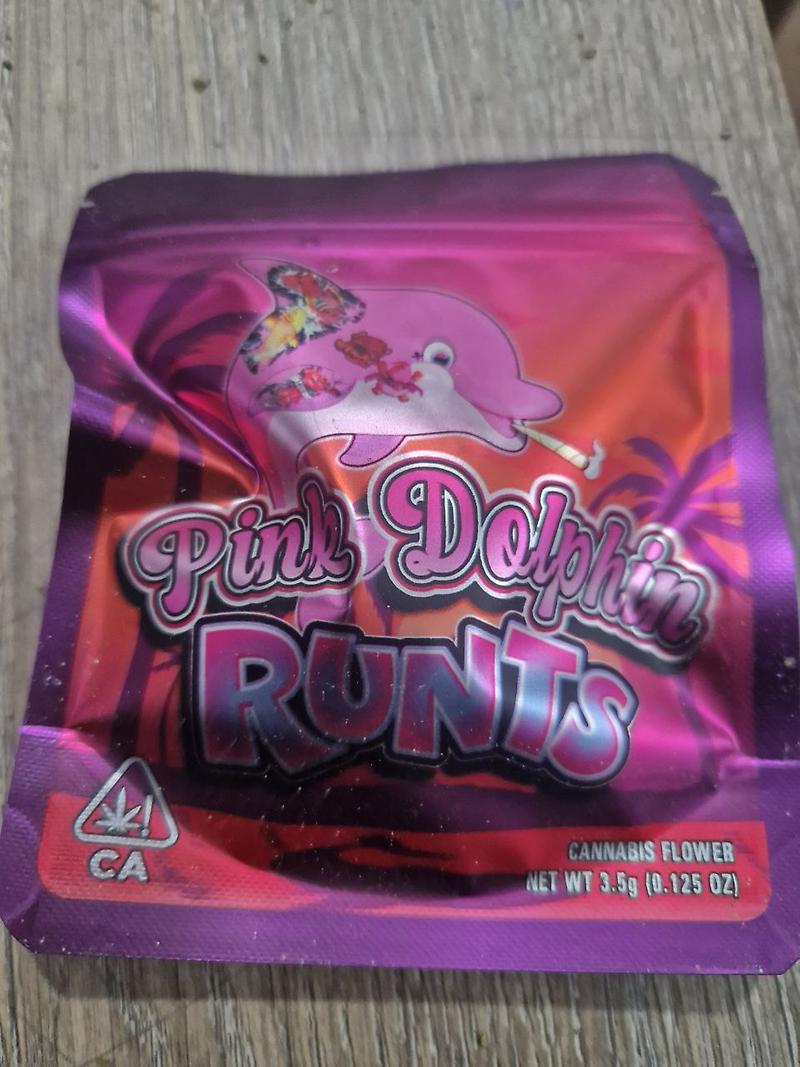 Pink Dolphin
RUNTS
CA
CANNABIS FLOWER
NET WT 3.5g (0.125 OZ)